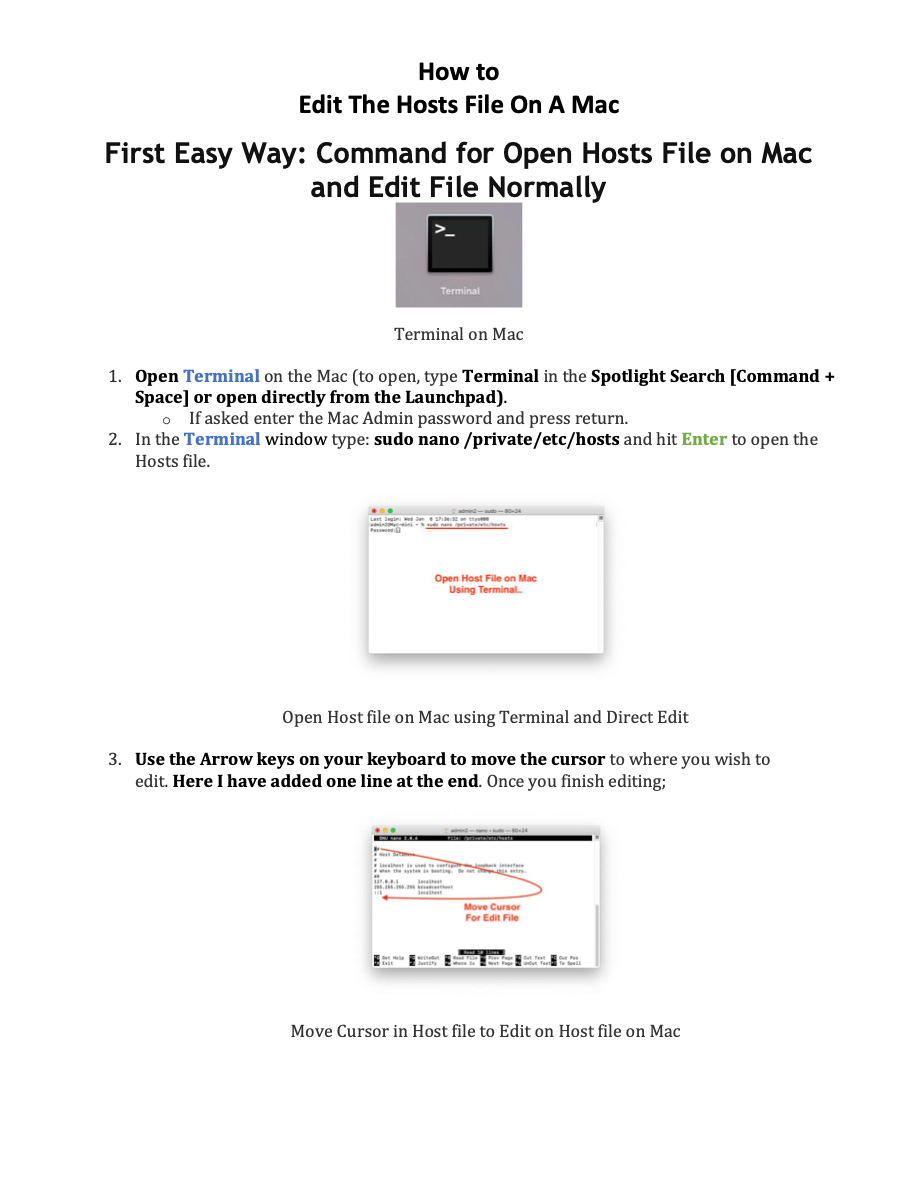 How to
Edit The Hosts File On A Mac
First Easy Way: Command for Open Hosts File on Mac
and Edit File Normally
>_
Terminal
Terminal on Mac
1. Open Terminal on the Mac (to open, type Terminal in the Spotlight Search [Command +
Space] or open directly from the Launchpad).
o If asked enter the Mac Admin password and press return.
2. In the Terminal window type: sudo nano /private/etc/hosts and hit Enter to open the
Hosts file.
admin2 — sudo — 80×24
Last login: Wed Jan 8 17:36:32 on ttys000
admin2@Mac-mini ~ % sudo nano /private/etc/hosts
Password:
Open Host File on Mac
Using Terminal..
Open Host file on Mac using Terminal and Direct Edit
3. Use the Arrow keys on your keyboard to move the cursor to where you wish to
edit. Here I have added one line at the end. Once you finish editing;
admin2 — nano - sudo — 80×24
GNU nano 2.0.6 File: /private/etc/hosts
##
# Host Database
#
# localhost is used to configure the loopback interface
# when the system is booting. Do not change this entry.
##
127.0.0.1 localhost
255.255.255.255 broadcasthost
::1 localhost
Move Cursor
For Edit File
[ Read 10 lines ]
^G Get Help ^O WriteOut ^R Read File ^Y Prev Page ^K Cut Text ^C Cur Pos
^X Exit ^J Justify ^W Where Is ^V Next Page ^U UnCut Text ^T To Spell
Move Cursor in Host file to Edit on Host file on Mac